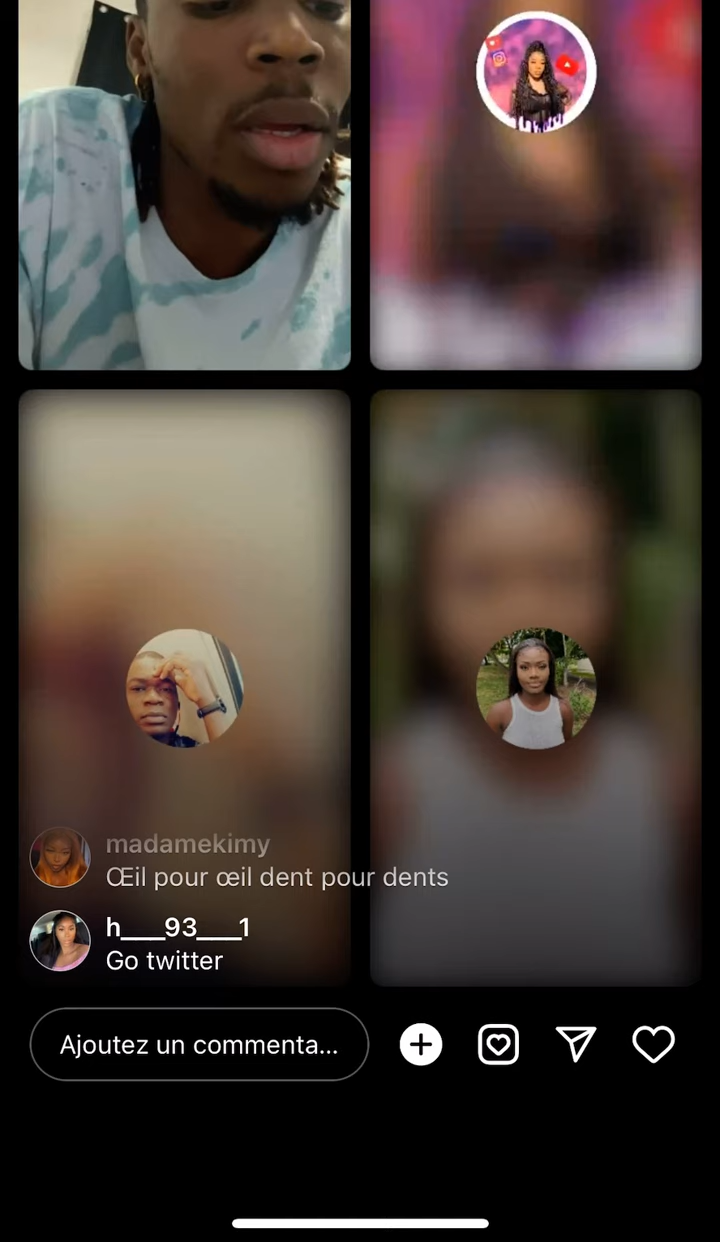 madamekimy
Œil pour œil dent pour dents
h___93___1
Go twitter
Ajoutez un commenta...